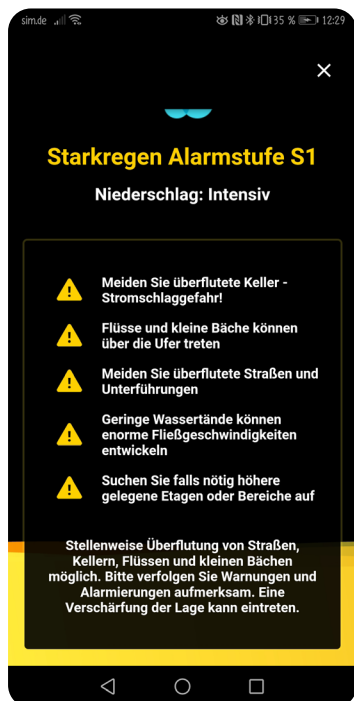 sim.de 35 % 12:29
Starkregen Alarmstufe S1
Niederschlag: Intensiv
Meiden Sie überflutete Keller -
Stromschlaggefahr!
Flüsse und kleine Bäche können
über die Ufer treten
Meiden Sie überflutete Straßen und
Unterführungen
Geringe Wassertände können
enorme Fließgeschwindigkeiten
entwickeln
Suchen Sie falls nötig höhere
gelegene Etagen oder Bereiche auf
Stellenweise Überflutung von Straßen,
Kellern, Flüssen und kleinen Bächen
möglich. Bitte verfolgen Sie Warnungen und
Alarmierungen aufmerksam. Eine
Verschärfung der Lage kann eintreten.